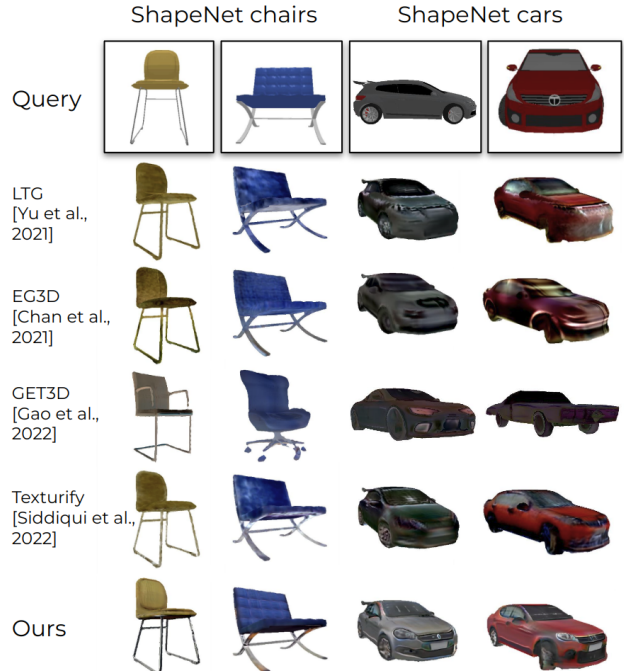 ShapeNet chairs
ShapeNet cars
Query
LTG
[Yu et al.,
2021]
EG3D
[Chan et al.,
2021]
GET3D
[Gao et al.,
2022]
Texturify
[Siddiqui et al.,
2022]
Ours